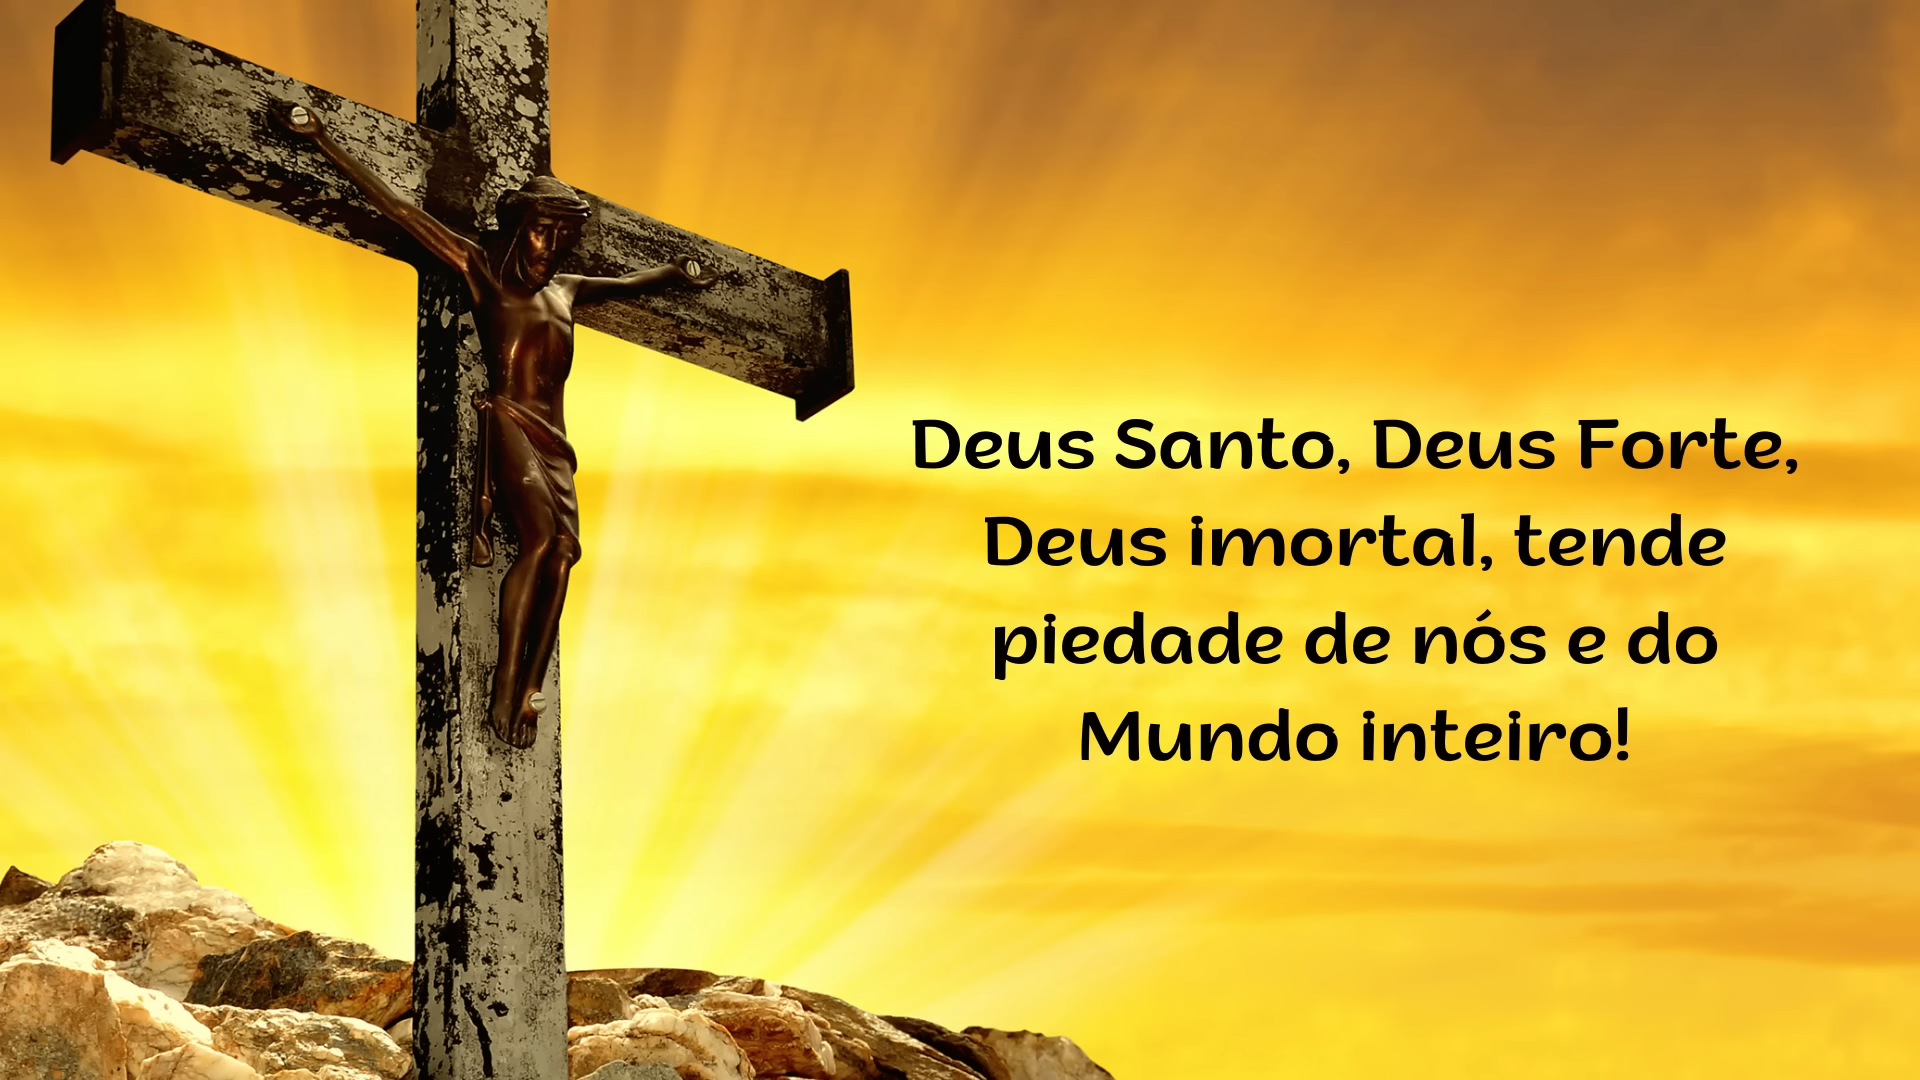 Deus Santo, Deus Forte,
Deus imortal, tende
piedade de nós e do
Mundo inteiro!